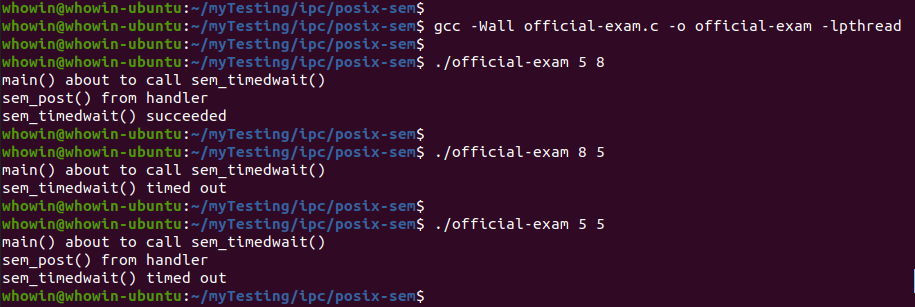 whowin@whowin-ubuntu:~/myTesting/ipc/posix-sem$
whowin@whowin-ubuntu:~/myTesting/ipc/posix-sem$ gcc -Wall official-exam.c -o official-exam -lpthread
whowin@whowin-ubuntu:~/myTesting/ipc/posix-sem$
whowin@whowin-ubuntu:~/myTesting/ipc/posix-sem$ ./official-exam 5 8
main() about to call sem_timedwait()
sem_post() from handler
sem_timedwait() succeeded
whowin@whowin-ubuntu:~/myTesting/ipc/posix-sem$
whowin@whowin-ubuntu:~/myTesting/ipc/posix-sem$ ./official-exam 8 5
main() about to call sem_timedwait()
sem_timedwait() timed out
whowin@whowin-ubuntu:~/myTesting/ipc/posix-sem$
whowin@whowin-ubuntu:~/myTesting/ipc/posix-sem$ ./official-exam 5 5
main() about to call sem_timedwait()
sem_post() from handler
sem_timedwait() timed out
whowin@whowin-ubuntu:~/myTesting/ipc/posix-sem$